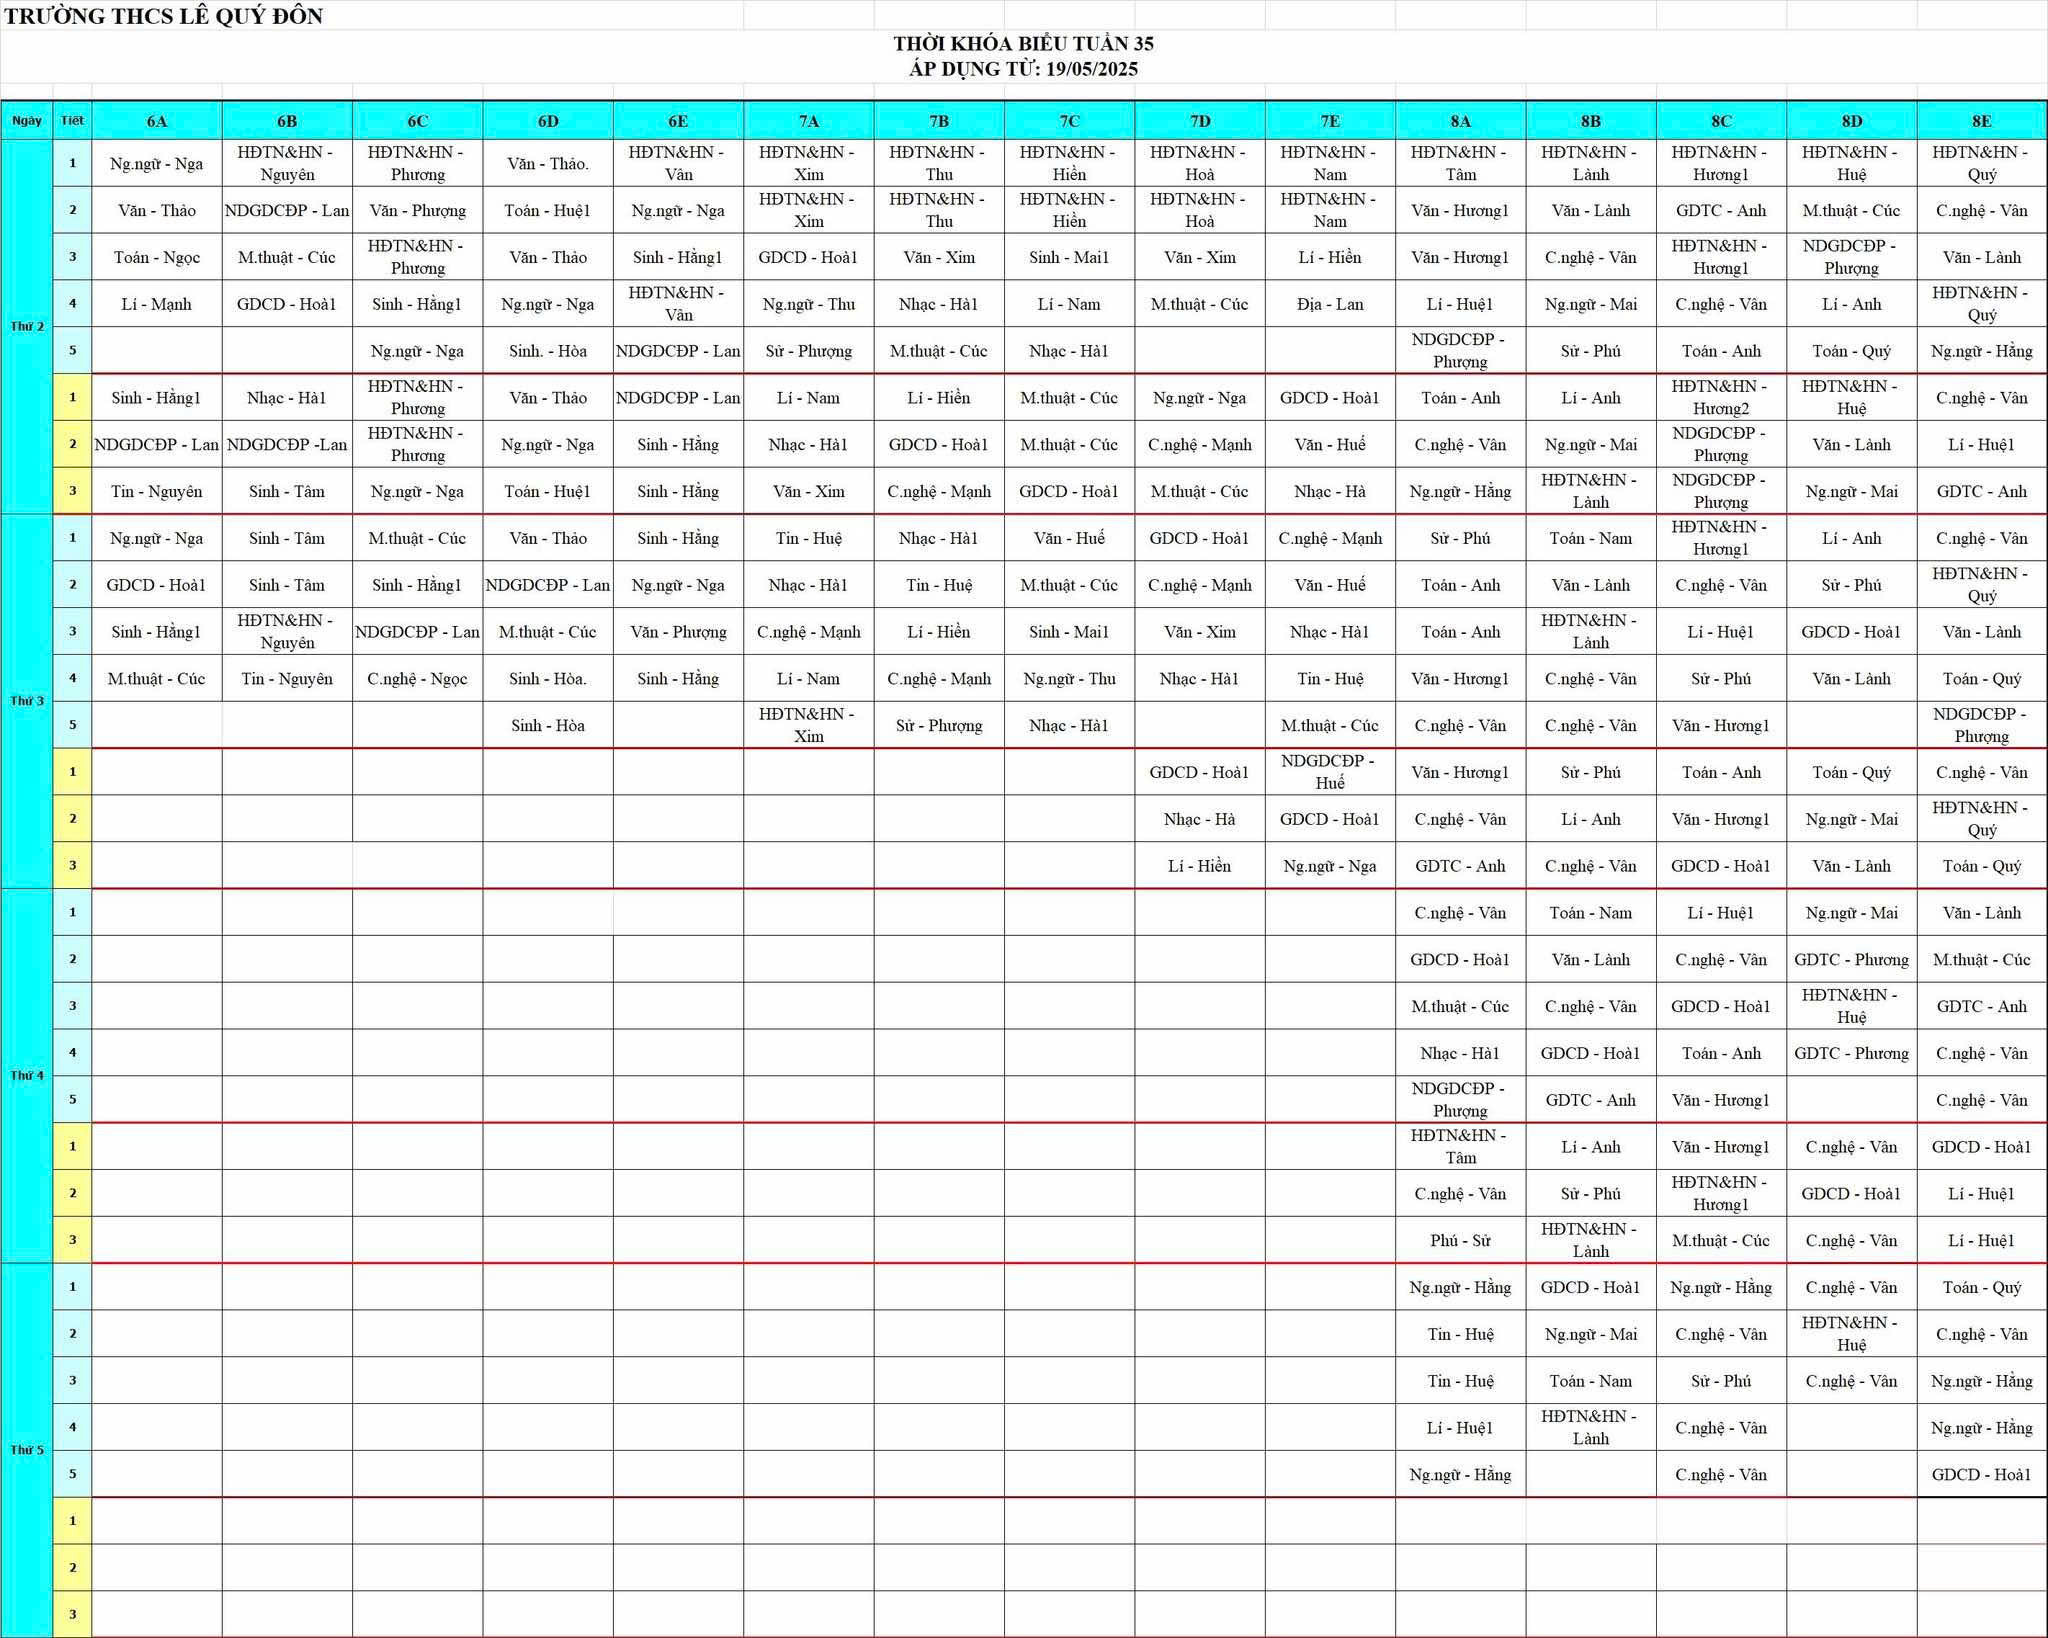 TRƯỜNG THCS LÊ QUÝ ĐÔN
THỜI KHÓA BIỂU TUẦN 35
ÁP DỤNG TỪ: 19/05/2025
Ngày Tiết 6A 6B 6C 6D 6E 7A 7B 7C 7D 7E 8A 8B 8C 8D 8E
Thứ 2
1 Ng.ngữ - Nga HĐTN&HN - Nguyên HĐTN&HN - Phương Văn - Thảo. HĐTN&HN - Vân HĐTN&HN - Xim HĐTN&HN - Thu HĐTN&HN - Hiền HĐTN&HN - Hoà HĐTN&HN - Nam HĐTN&HN - Tâm HĐTN&HN - Lành HĐTN&HN - Hương1 HĐTN&HN - Huệ HĐTN&HN - Quý
2 Văn - Thảo NDGDCĐP - Lan Văn - Phượng Toán - Huệ1 Ng.ngữ - Nga HĐTN&HN - Xim HĐTN&HN - Thu HĐTN&HN - Hiền HĐTN&HN - Hoà HĐTN&HN - Nam Văn - Hương1 Văn - Lành GDTC - Anh M.thuật - Cúc C.nghệ - Vân
3 Toán - Ngọc M.thuật - Cúc HĐTN&HN - Phương Văn - Thảo Sinh - Hằng1 GDCD - Hoà1 Văn - Xim Sinh - Mai1 Văn - Xim Lí - Hiền Văn - Hương1 C.nghệ - Vân HĐTN&HN - Hương1 NDGDCĐP - Phượng Văn - Lành
4 Lí - Mạnh GDCD - Hoà1 Sinh - Hằng1 Ng.ngữ - Nga HĐTN&HN - Vân Ng.ngữ - Thu Nhạc - Hà1 Lí - Nam M.thuật - Cúc Địa - Lan Lí - Huệ1 Ng.ngữ - Mai C.nghệ - Vân Lí - Anh HĐTN&HN - Quý
5 Ng.ngữ - Nga Sinh. - Hòa NDGDCĐP - Lan Sử - Phượng M.thuật - Cúc Nhạc - Hà1 NDGDCĐP - Phượng Sử - Phú Toán - Anh Toán - Quý Ng.ngữ - Hằng
1 Sinh - Hằng1 Nhạc - Hà1 HĐTN&HN - Phương Văn - Thảo NDGDCĐP - Lan Lí - Nam Lí - Hiền M.thuật - Cúc Ng.ngữ - Nga GDCD - Hoà1 Toán - Anh Lí - Anh HĐTN&HN - Hương2 HĐTN&HN - Huệ C.nghệ - Vân
2 NDGDCĐP - Lan NDGDCĐP -Lan HĐTN&HN - Phương Ng.ngữ - Nga Sinh - Hằng Nhạc - Hà1 GDCD - Hoà1 M.thuật - Cúc C.nghệ - Mạnh Văn - Huế C.nghệ - Vân Ng.ngữ - Mai NDGDCĐP - Phượng Văn - Lành Lí - Huệ1
3 Tin - Nguyên Sinh - Tâm Ng.ngữ - Nga Toán - Huệ1 Sinh - Hằng Văn - Xim C.nghệ - Mạnh GDCD - Hoà1 M.thuật - Cúc Nhạc - Hà Ng.ngữ - Hằng HĐTN&HN - Lành NDGDCĐP - Phượng Ng.ngữ - Mai GDTC - Anh
Thứ 3
1 Ng.ngữ - Nga Sinh - Tâm M.thuật - Cúc Văn - Thảo Sinh - Hằng Tin - Huệ Nhạc - Hà1 Văn - Huế GDCD - Hoà1 C.nghệ - Mạnh Sử - Phú Toán - Nam HĐTN&HN - Hương1 Lí - Anh C.nghệ - Vân
2 GDCD - Hoà1 Sinh - Tâm Sinh - Hằng1 NDGDCĐP - Lan Ng.ngữ - Nga Nhạc - Hà1 Tin - Huệ M.thuật - Cúc C.nghệ - Mạnh Văn - Huế Toán - Anh Văn - Lành C.nghệ - Vân Sử - Phú HĐTN&HN - Quý
3 Sinh - Hằng1 HĐTN&HN - Nguyên NDGDCĐP - Lan M.thuật - Cúc Văn - Phượng C.nghệ - Mạnh Lí - Hiền Sinh - Mai1 Văn - Xim Nhạc - Hà1 Toán - Anh HĐTN&HN - Lành Lí - Huệ1 GDCD - Hoà1 Văn - Lành
4 M.thuật - Cúc Tin - Nguyên C.nghệ - Ngọc Sinh - Hòa. Sinh - Hằng Lí - Nam C.nghệ - Mạnh Ng.ngữ - Thu Nhạc - Hà1 Tin - Huệ Văn - Hương1 C.nghệ - Vân Sử - Phú Văn - Lành Toán - Quý
5 Sinh - Hòa HĐTN&HN - Xim Sử - Phượng Nhạc - Hà1 M.thuật - Cúc C.nghệ - Vân C.nghệ - Vân Văn - Hương1 NDGDCĐP - Phượng
1 GDCD - Hoà1 NDGDCĐP - Huế Văn - Hương1 Sử - Phú Toán - Anh Toán - Quý C.nghệ - Vân
2 Nhạc - Hà GDCD - Hoà1 C.nghệ - Vân Lí - Anh Văn - Hương1 Ng.ngữ - Mai HĐTN&HN - Quý
3 Lí - Hiền Ng.ngữ - Nga GDTC - Anh C.nghệ - Vân GDCD - Hoà1 Văn - Lành Toán - Quý
Thứ 4
1 C.nghệ - Vân Toán - Nam Lí - Huệ1 Ng.ngữ - Mai Văn - Lành
2 GDCD - Hoà1 Văn - Lành C.nghệ - Vân GDTC - Phương M.thuật - Cúc
3 M.thuật - Cúc C.nghệ - Vân GDCD - Hoà1 HĐTN&HN - Huệ GDTC - Anh
4 Nhạc - Hà1 GDCD - Hoà1 Toán - Anh GDTC - Phương C.nghệ - Vân
5 NDGDCĐP - Phượng GDTC - Anh Văn - Hương1 C.nghệ - Vân
1 HĐTN&HN - Tâm Lí - Anh Văn - Hương1 C.nghệ - Vân GDCD - Hoà1
2 C.nghệ - Vân Sử - Phú HĐTN&HN - Hương1 GDCD - Hoà1 Lí - Huệ1
3 Phú - Sử HĐTN&HN - Lành M.thuật - Cúc C.nghệ - Vân Lí - Huệ1
Thứ 5
1 Ng.ngữ - Hằng GDCD - Hoà1 Ng.ngữ - Hằng C.nghệ - Vân Toán - Quý
2 Tin - Huệ Ng.ngữ - Mai C.nghệ - Vân HĐTN&HN - Huệ C.nghệ - Vân
3 Tin - Huệ Toán - Nam Sử - Phú C.nghệ - Vân Ng.ngữ - Hằng
4 Lí - Huệ1 HĐTN&HN - Lành C.nghệ - Vân Ng.ngữ - Hằng
5 Ng.ngữ - Hằng C.nghệ - Vân GDCD - Hoà1
1
2
3